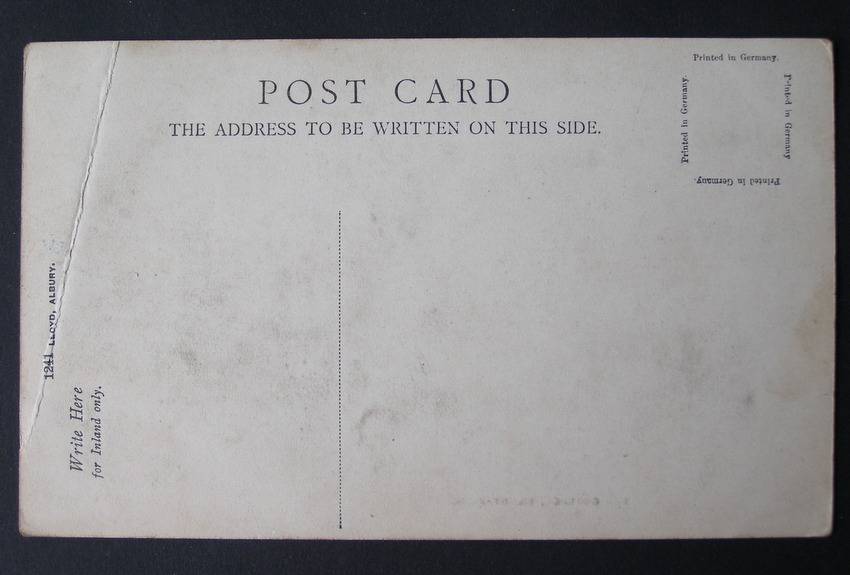 POST CARD
THE ADDRESS TO BE WRITTEN ON THIS SIDE.
Printed in Germany.
Printed in Germany.
Printed in Germany
Printed in Germany.
1241 LLOYD, ALBURY.
Write Here
for Inland only.